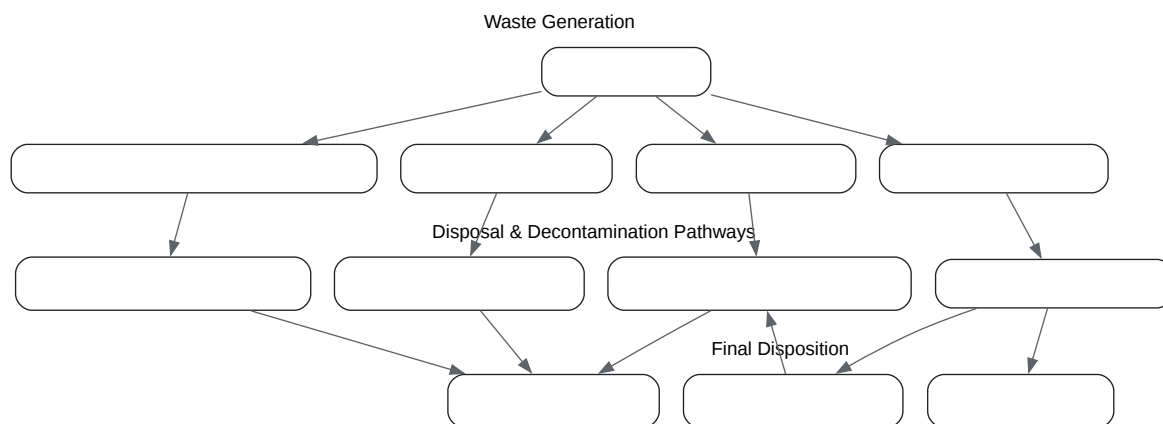 Waste Generation
Disposal & Decontamination Pathways
Final Disposition